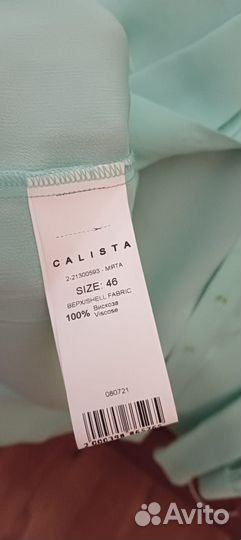 CALISTA
2-21300593 - МЯТА
SIZE: 46
ВЕРХ/SHELL FABRIC
100% Вискоза
Viscose
080721
Avito